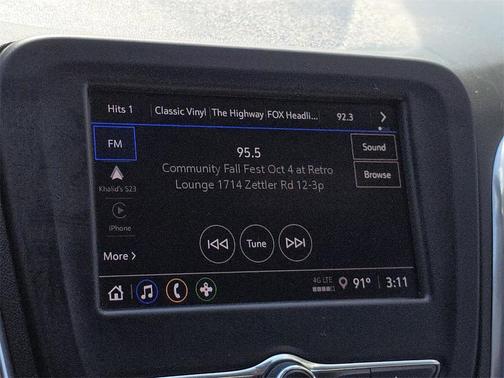 Hits 1 Classic Vinyl The Highway FOX Headli... 92.3
FM
95.5
Sound
Community Fall Fest Oct 4 at Retro
Lounge 1714 Zettler Rd 12-3p
Browse
Khalid's S23
iPhone
Tune
More
4G LTE
91° 3:11